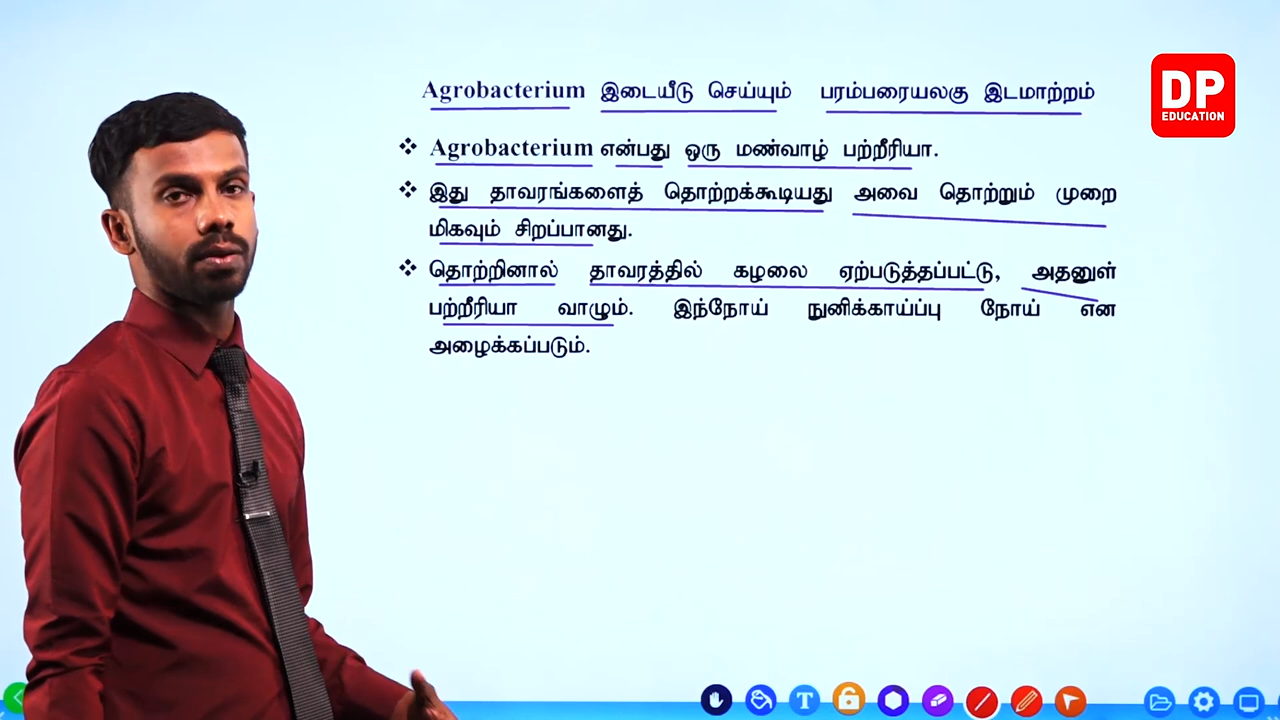 Agrobacterium இடையீடு செய்யும் பரம்பரையலகு இடமாற்றம்
DP
EDUCATION
❖ Agrobacterium என்பது ஒரு மண்வாழ் பற்றீரியா.
❖ இது தாவரங்களைத் தொற்றக்கூடியது அவை தொற்றும் முறை
மிகவும் சிறப்பானது.
❖ தொற்றினால் தாவரத்தில் கழலை ஏற்படுத்தப்பட்டு, அதனுள்
பற்றீரியா வாழும். இந்நோய் நுனிக்காய்ப்பு நோய் என
அழைக்கப்படும்.
T